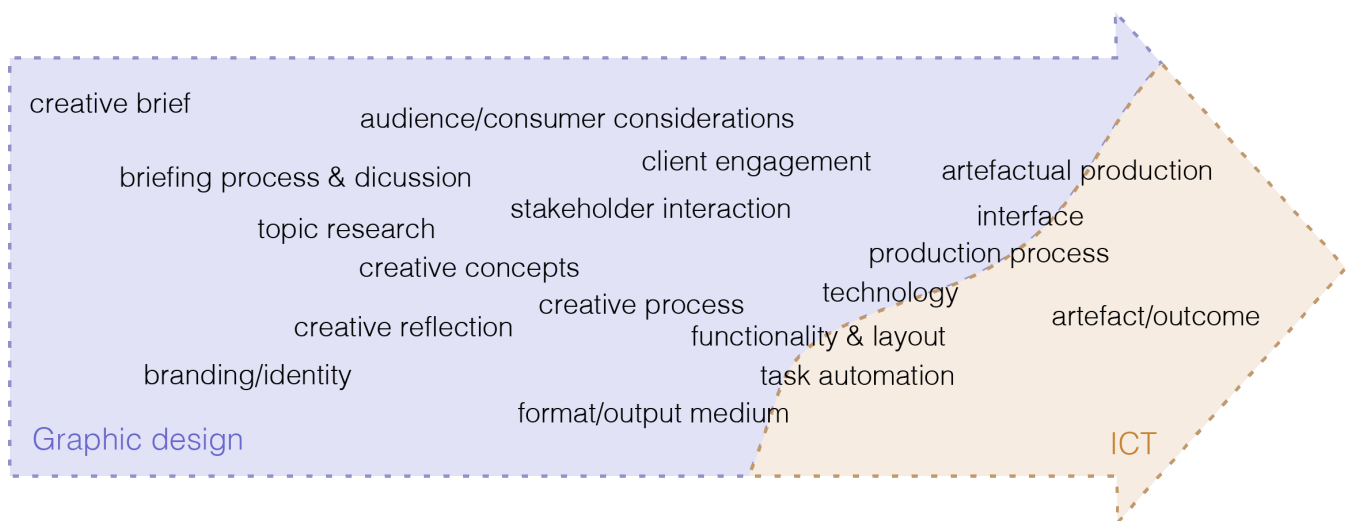 creative brief
audience/consumer considerations
client engagement
artefactual production
briefing process & dicussion
stakeholder interaction
interface
topic research
production process
creative concepts
technology
creative process
artefact/outcome
creative reflection
functionality & layout
branding/identity
task automation
format/output medium
Graphic design
ICT